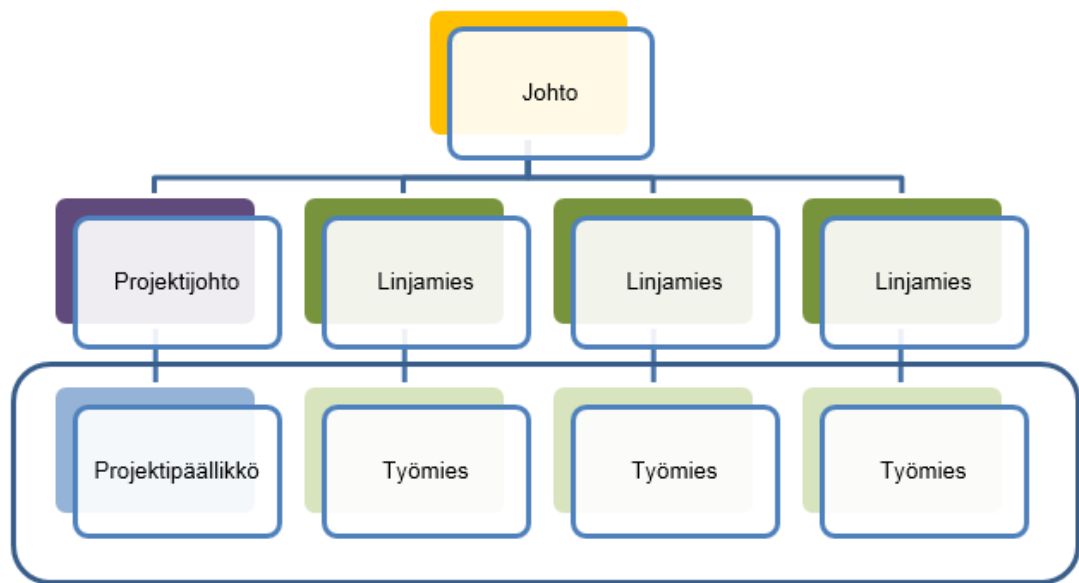 Johto
Projektijohto
Linjamies
Linjamies
Linjamies
Projektipäällikkö
Työmies
Työmies
Työmies